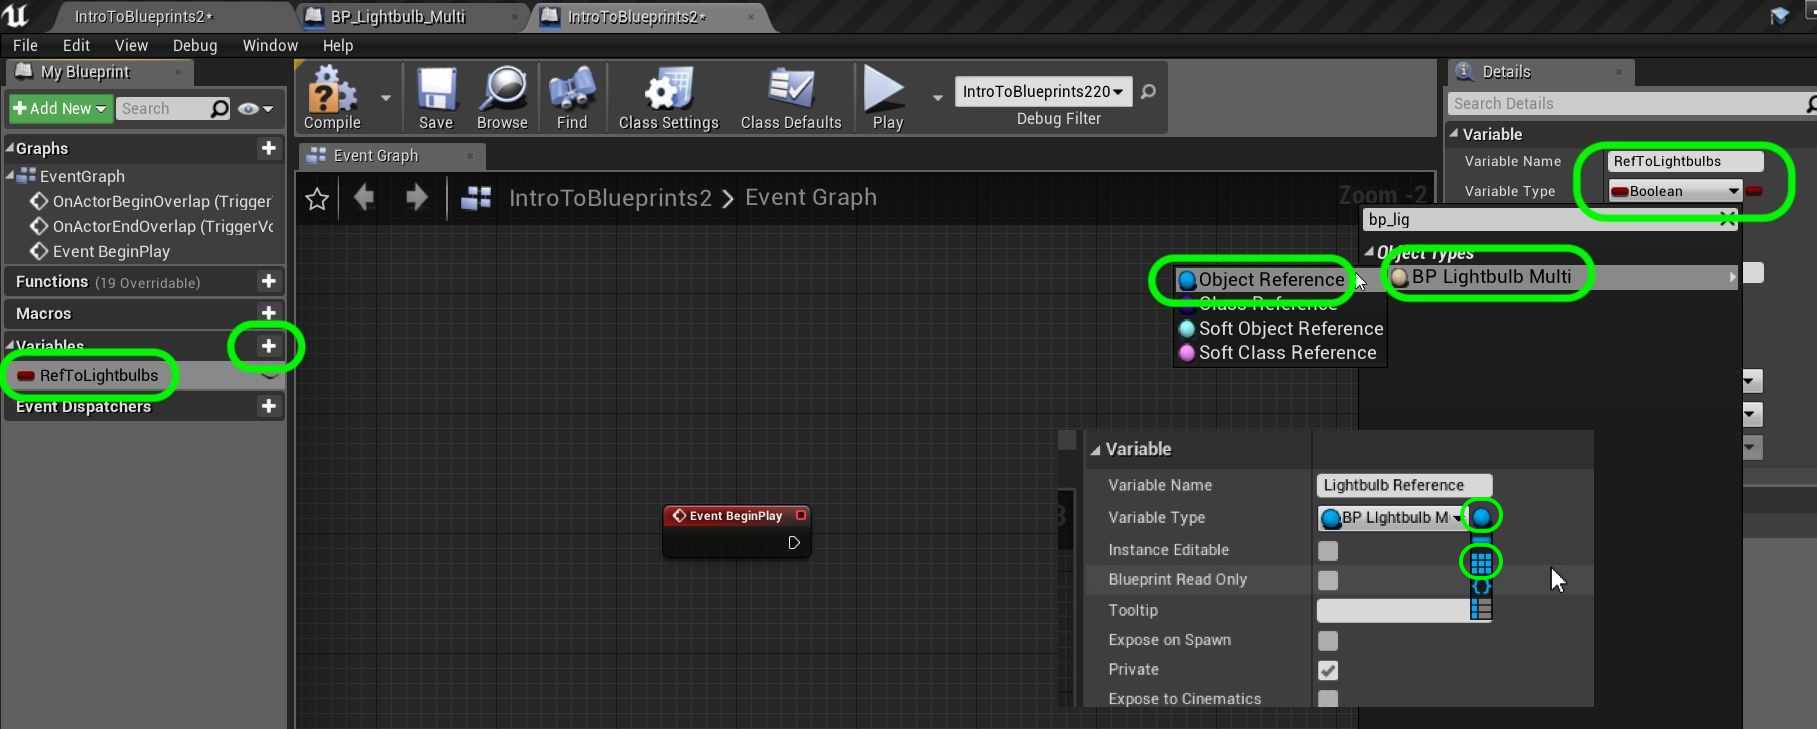 IntroToBlueprints2*
BP_Lightbulb_Multi
IntroToBlueprints2*
File Edit View Debug Window Help
My Blueprint
Add New
Search
Graphs
EventGraph
OnActorBeginOverlap (Trigger
OnActorEndOverlap (TriggerVo
Event BeginPlay
Functions (19 Overridable)
Macros
Variables
RefToLightbulbs
Event Dispatchers
Compile
Save
Browse
Find
Class Settings
Class Defaults
Play
IntroToBlueprints220
Debug Filter
Event Graph
IntroToBlueprints2 > Event Graph
Zoom -2
Event BeginPlay
Details
Search Details
Variable
Variable Name RefToLightbulbs
Variable Type Boolean
bp_lig
Object Types
BP Lightbulb Multi
Object Reference
Class Reference
Soft Object Reference
Soft Class Reference
Variable
Variable Name Lightbulb Reference
Variable Type BP LIghtbulb M
Instance Editable
Blueprint Read Only
Tooltip
Expose on Spawn
Private
Expose to Cinematics